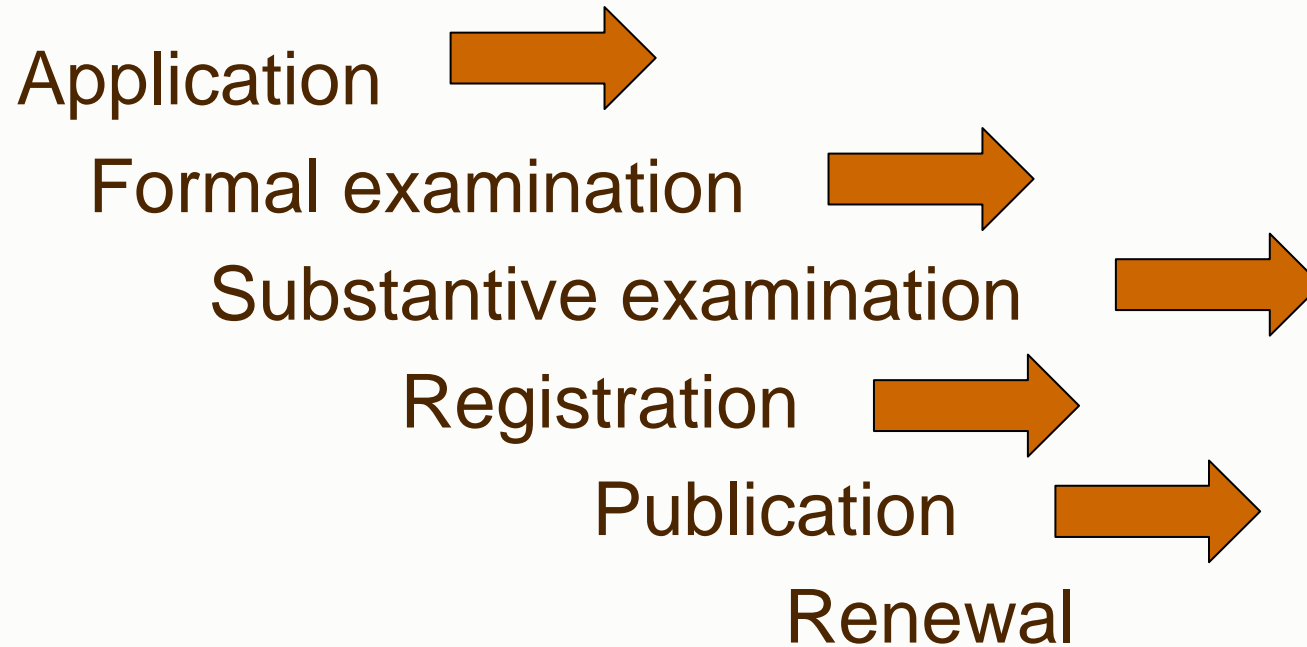 Application
Formal examination
Substantive examination
Registration
Publication
Renewal